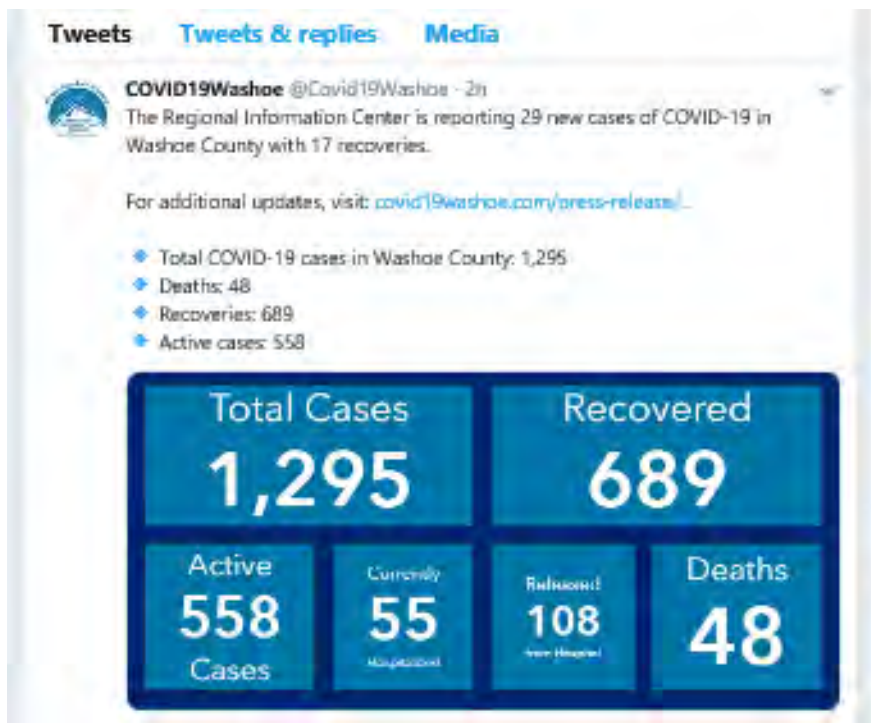 Tweets Tweets & replies Media
COVID19Washoe @Covid19Washoe · 2h
The Regional Information Center is reporting 29 new cases of COVID-19 in
Washoe County with 17 recoveries.
For additional updates, visit: covid19washoe.com/press-release/...
Total COVID-19 cases in Washoe County: 1,295
Deaths: 48
Recoveries: 689
Active cases: 558
Total Cases
1,295
Recovered
689
Active
558
Cases
Currently
55
Hospitalized
Released
108
from Hospital
Deaths
48